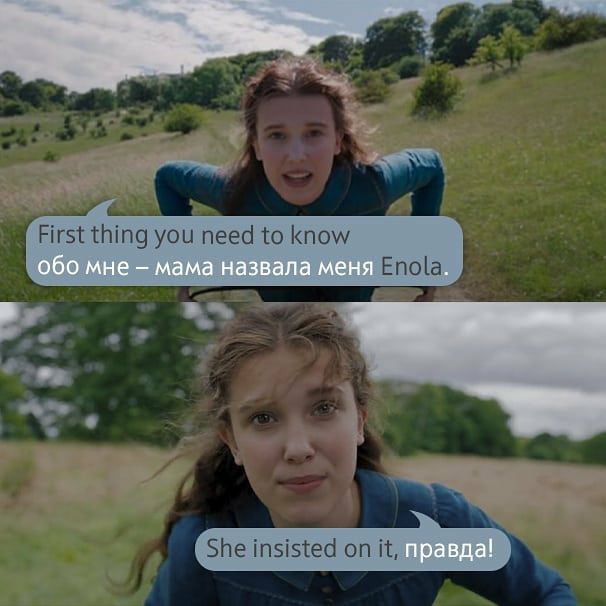 First thing you need to know
обо мне – мама назвала меня Enola.
She insisted on it, правда!